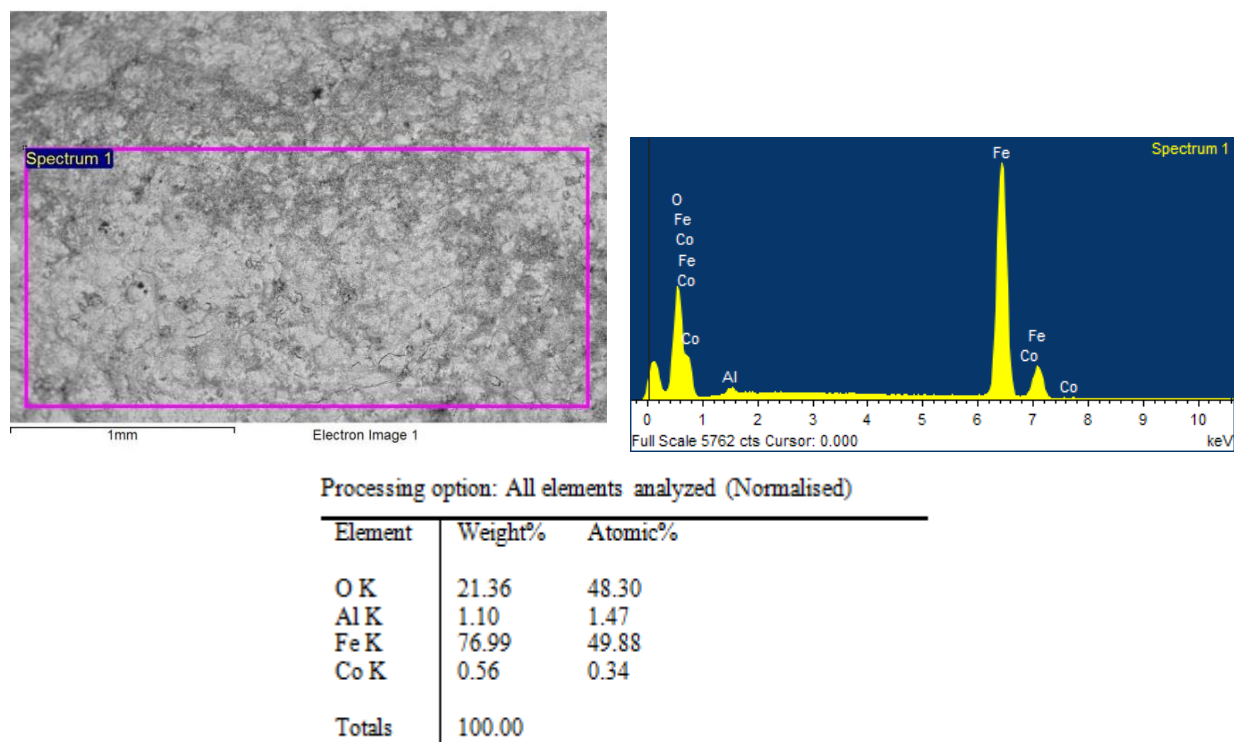 Spectrum 1
1mm
Electron Image 1
Spectrum 1
Fe
O
Fe
Co
Fe
Co
Co
Al
Fe
Co
Co
0 1 2 3 4 5 6 7 8 9 10
Full Scale 5762 cts Cursor: 0.000 keV
Processing option: All elements analyzed (Normalised)
Element Weight% Atomic%
O K 21.36 48.30
Al K 1.10 1.47
Fe K 76.99 49.88
Co K 0.56 0.34
Totals 100.00